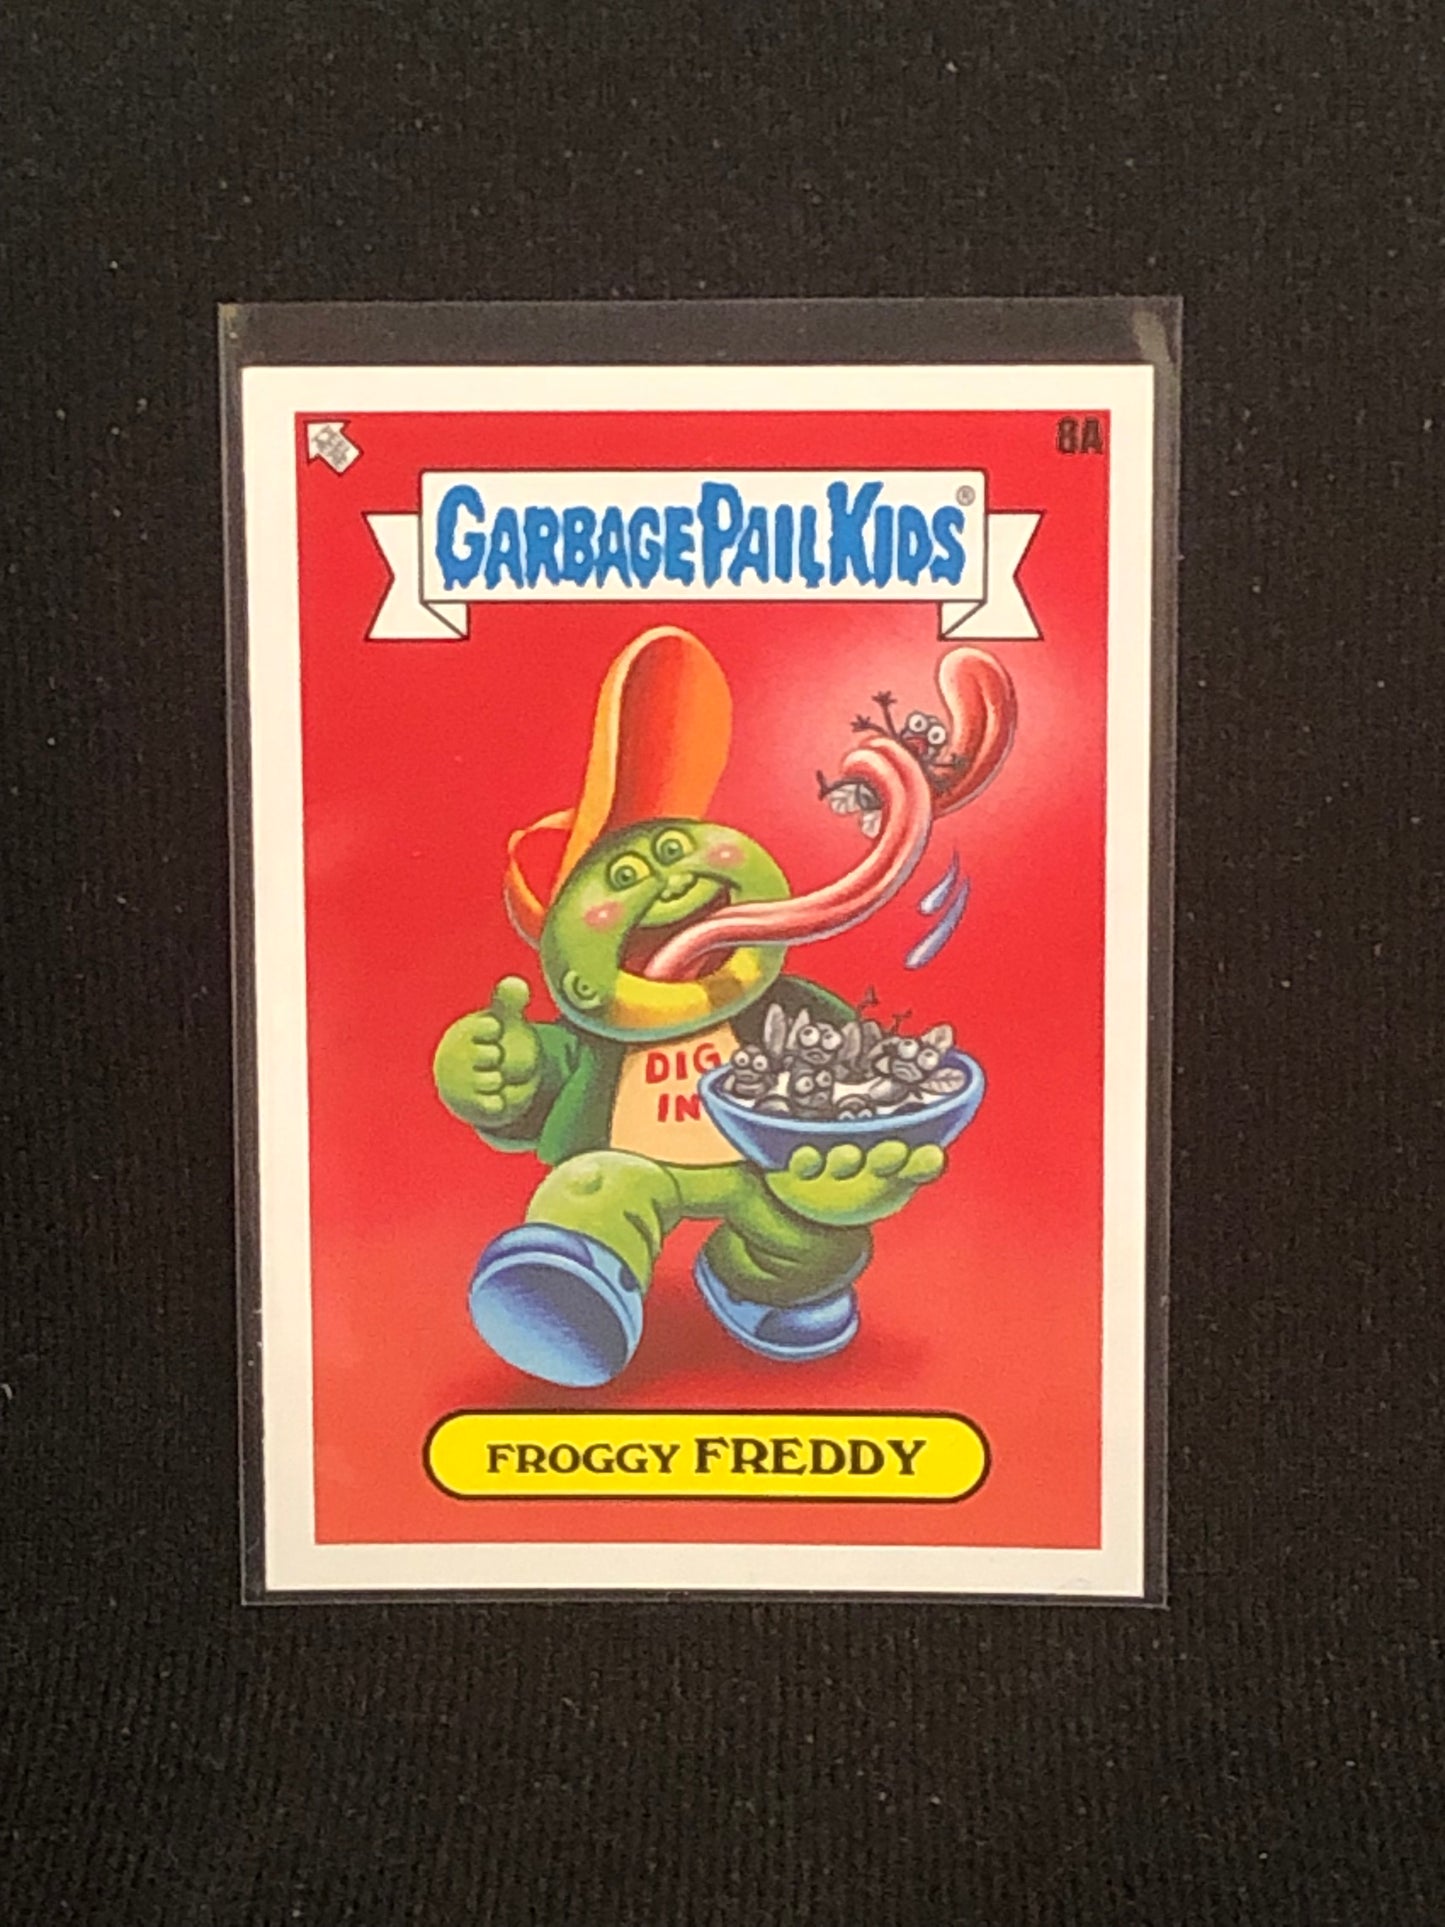 8A
GARBAGE PAIL KIDS®
DIG
IN
FROGGY FREDDY